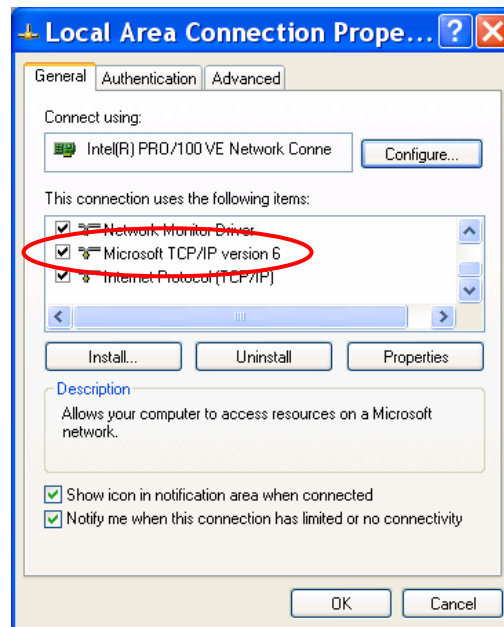 Local Area Connection Prope...
General Authentication Advanced
Connect using:
Intel(R) PRO/100 VE Network Conne
Configure...
This connection uses the following items:
Network Monitor Driver
Microsoft TCP/IP version 6
Internet Protocol (TCP/IP)
Install... Uninstall Properties
Description
Allows your computer to access resources on a Microsoft
network.
Show icon in notification area when connected
Notify me when this connection has limited or no connectivity
OK Cancel